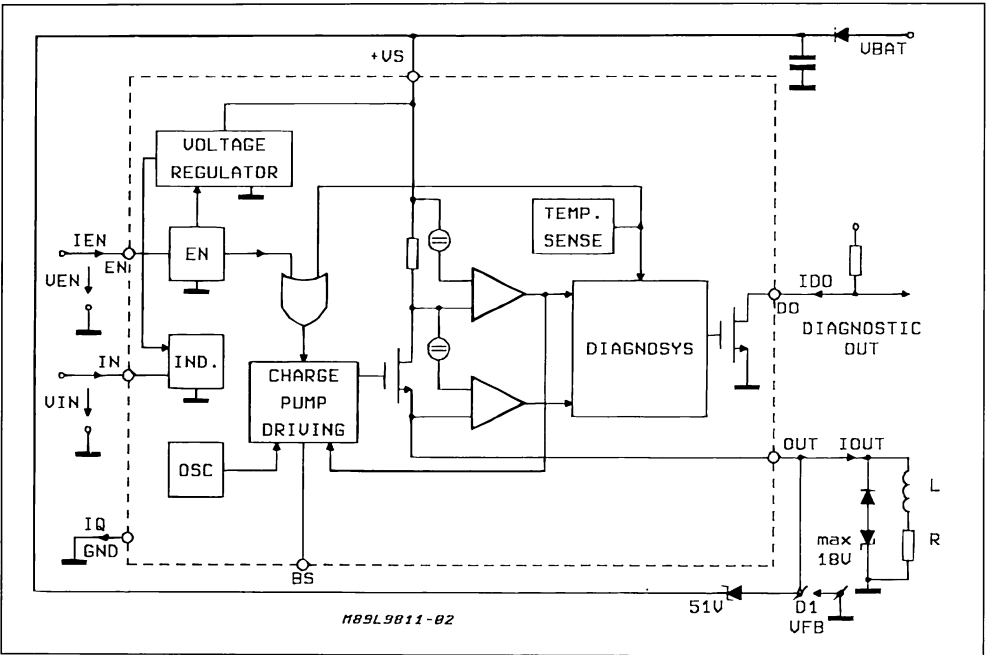 +VS
VBAT
VOLTAGE
REGULATOR
TEMP.
SENSE
IEN
EN
EN
VEN
IDO
DO
DIAGNOSTIC
OUT
DIAGNOSYS
IN
IND.
VIN
CHARGE
PUMP
DRIVING
OSC
OUT
IOUT
L
R
max
18V
IQ
GND
BS
51V
D1
VFB
M89L9811-02